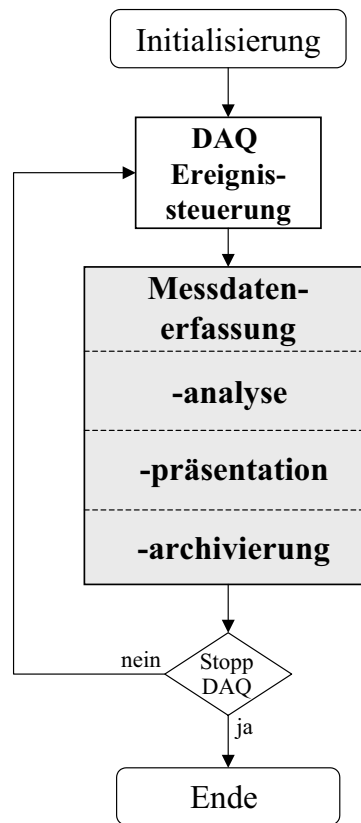 Initialisierung
DAQ
Ereignis-
steuerung
Messdaten-
erfassung
-analyse
-präsentation
-archivierung
nein
Stopp
DAQ
ja
Ende